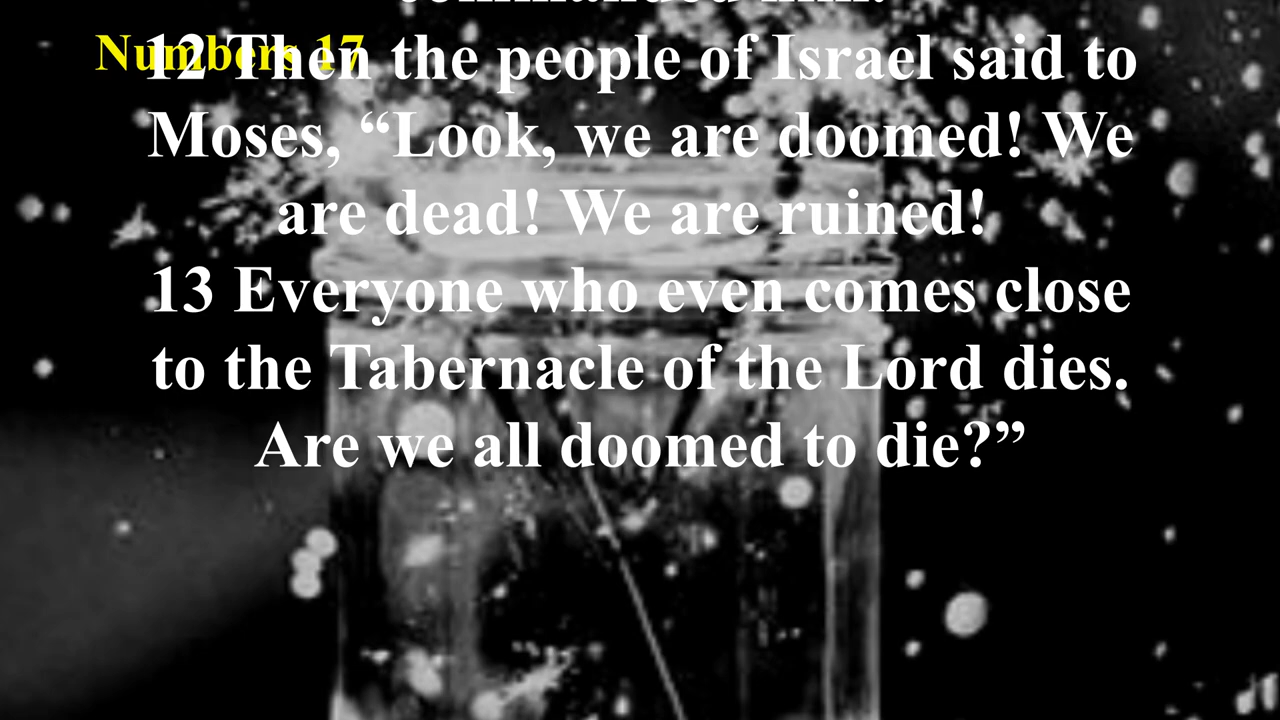 commanded him.
Numbers 17
12 Then the people of Israel said to
Moses, “Look, we are doomed! We
are dead! We are ruined!
13 Everyone who even comes close
to the Tabernacle of the Lord dies.
Are we all doomed to die?”